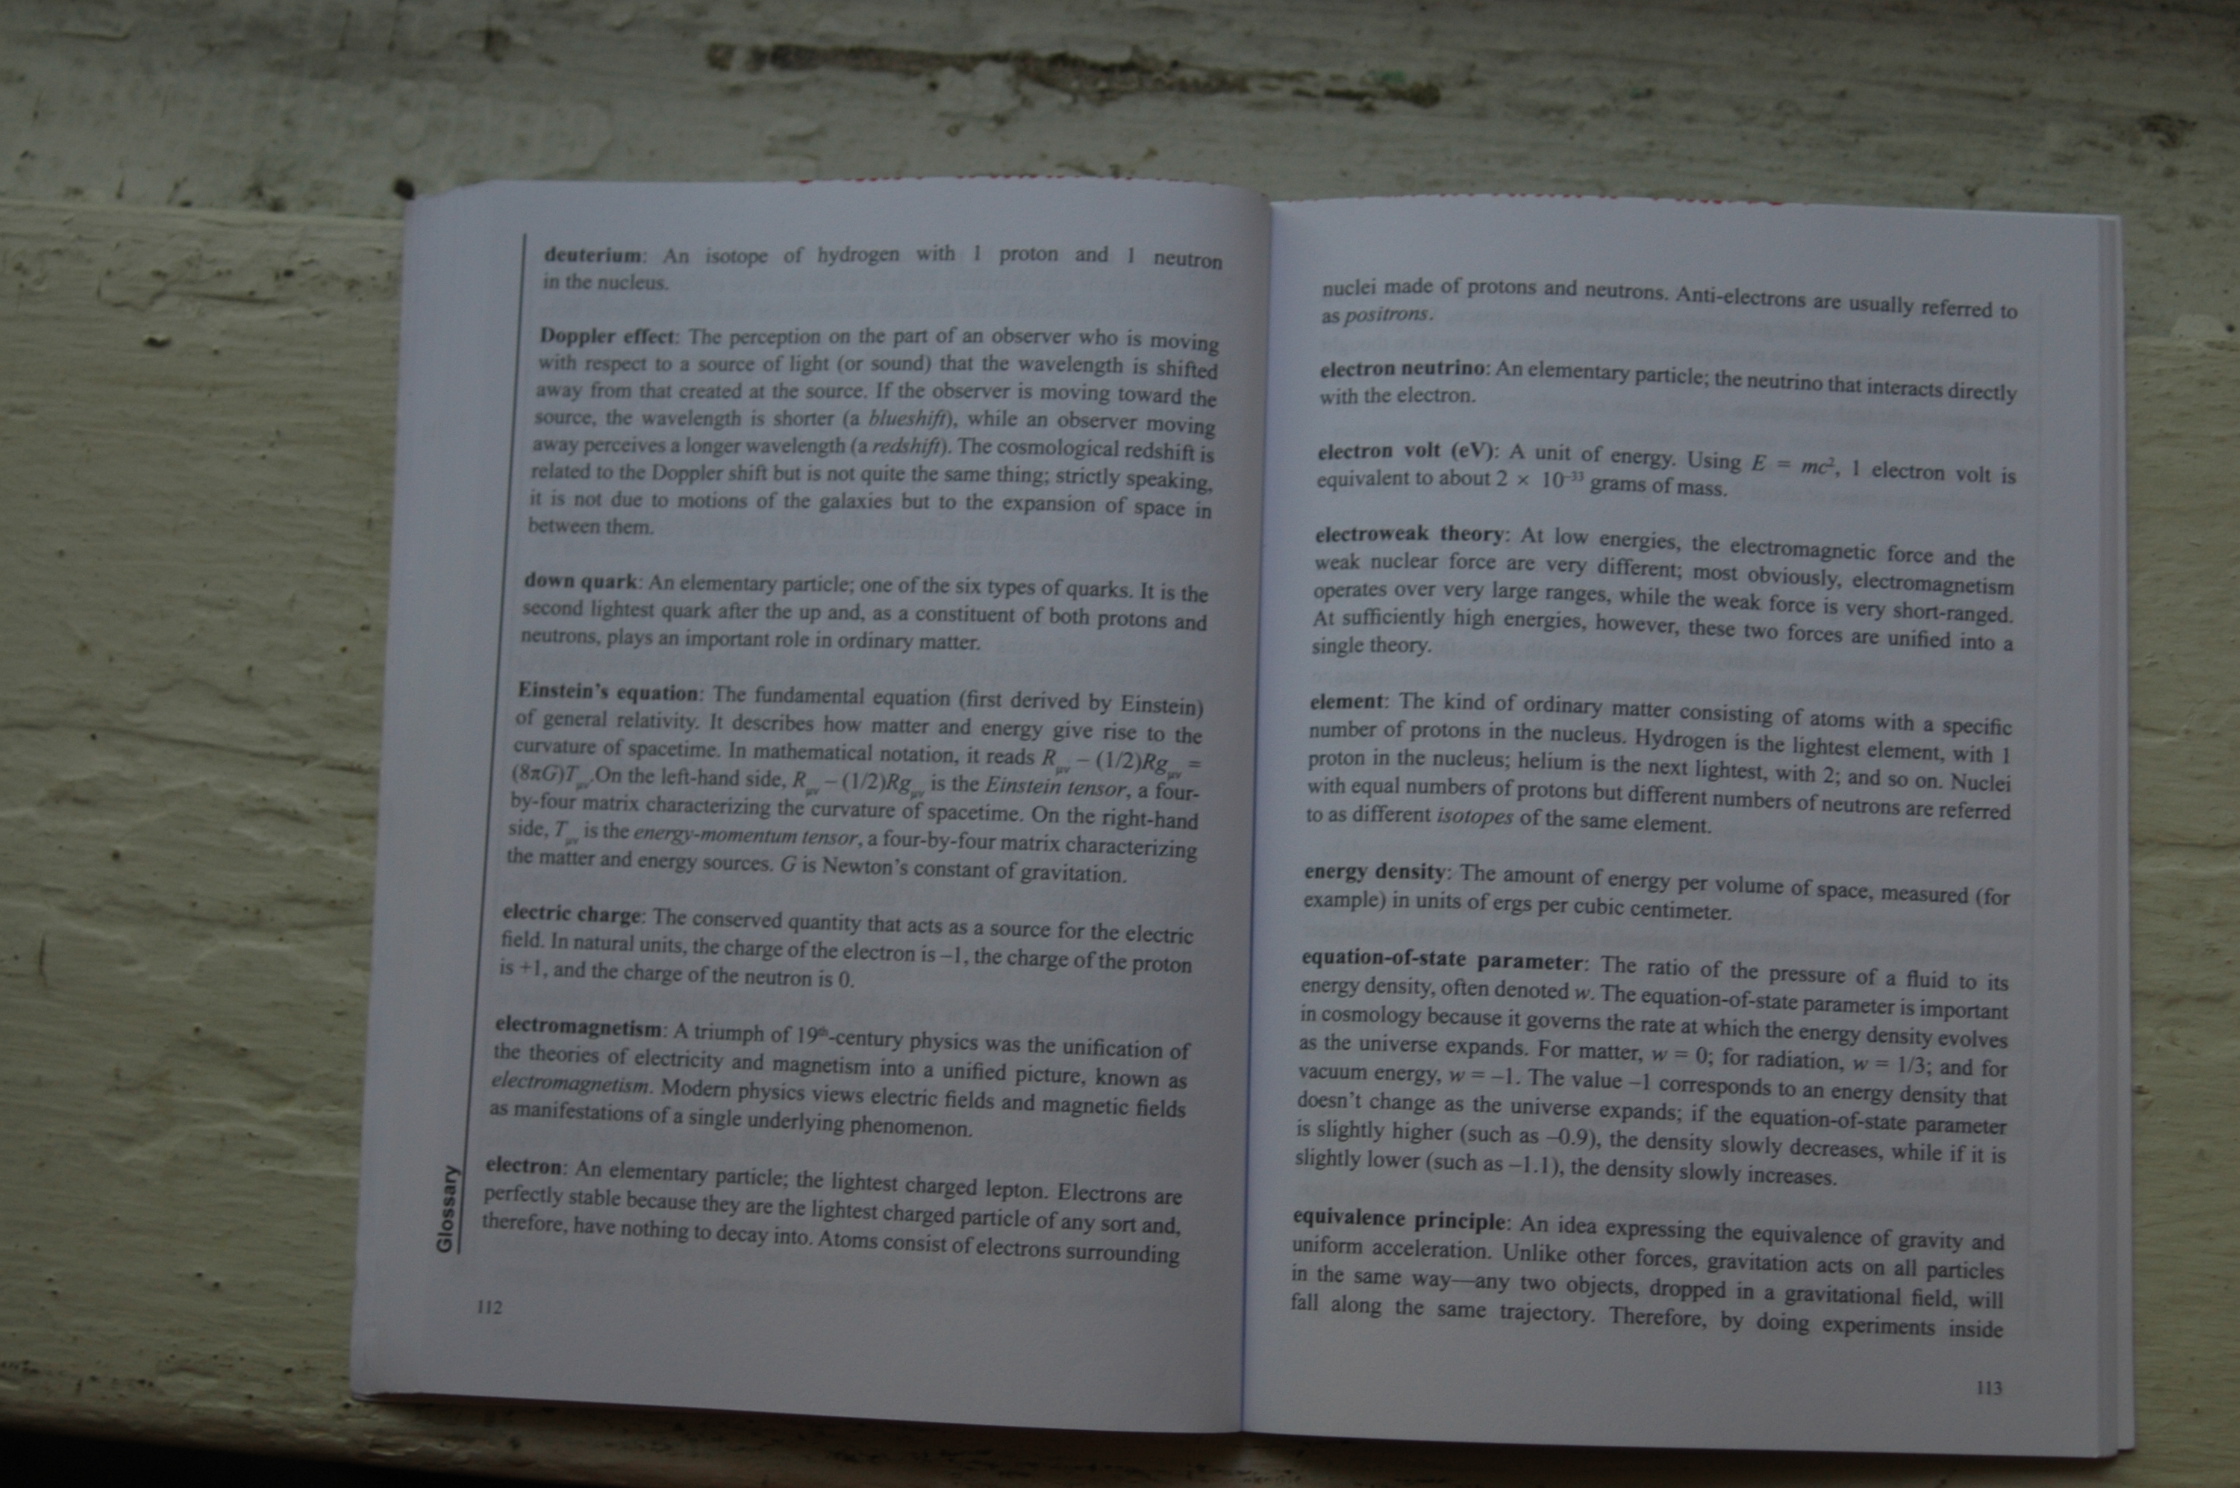 deuterium: An isotope of hydrogen with 1 proton and 1 neutron
in the nucleus.
Doppler effect: The perception on the part of an observer who is moving
with respect to a source of light (or sound) that the wavelength is shifted
away from that created at the source. If the observer is moving toward the
source, the wavelength is shorter (a blueshift), while an observer moving
away perceives a longer wavelength (a redshift). The cosmological redshift is
related to the Doppler shift but is not quite the same thing; strictly speaking,
it is not due to motions of the galaxies but to the expansion of space in
between them.
down quark: An elementary particle; one of the six types of quarks. It is the
second lightest quark after the up and, as a constituent of both protons and
neutrons, plays an important role in ordinary matter.
Einstein's equation: The fundamental equation (first derived by Einstein)
of general relativity. It describes how matter and energy give rise to the
curvature of spacetime. In mathematical notation, it reads Rμν – (1/2)Rgμν =
(8πG)Tμν. On the left-hand side, Rμν – (1/2)Rgμν is the Einstein tensor, a four-
by-four matrix characterizing the curvature of spacetime. On the right-hand
side, Tμν is the energy-momentum tensor, a four-by-four matrix characterizing
the matter and energy sources. G is Newton's constant of gravitation.
electric charge: The conserved quantity that acts as a source for the electric
field. In natural units, the charge of the electron is –1, the charge of the proton
is +1, and the charge of the neutron is 0.
electromagnetism: A triumph of 19th-century physics was the unification of
the theories of electricity and magnetism into a unified picture, known as
electromagnetism. Modern physics views electric fields and magnetic fields
as manifestations of a single underlying phenomenon.
electron: An elementary particle; the lightest charged lepton. Electrons are
perfectly stable because they are the lightest charged particle of any sort and,
therefore, have nothing to decay into. Atoms consist of electrons surrounding
Glossary
112
nuclei made of protons and neutrons. Anti-electrons are usually referred to
as positrons.
electron neutrino: An elementary particle; the neutrino that interacts directly
with the electron.
electron volt (eV): A unit of energy. Using E = mc², 1 electron volt is
equivalent to about 2 × 10⁻³³ grams of mass.
electroweak theory: At low energies, the electromagnetic force and the
weak nuclear force are very different; most obviously, electromagnetism
operates over very large ranges, while the weak force is very short-ranged.
At sufficiently high energies, however, these two forces are unified into a
single theory.
element: The kind of ordinary matter consisting of atoms with a specific
number of protons in the nucleus. Hydrogen is the lightest element, with 1
proton in the nucleus; helium is the next lightest, with 2; and so on. Nuclei
with equal numbers of protons but different numbers of neutrons are referred
to as different isotopes of the same element.
energy density: The amount of energy per volume of space, measured (for
example) in units of ergs per cubic centimeter.
equation-of-state parameter: The ratio of the pressure of a fluid to its
energy density, often denoted w. The equation-of-state parameter is important
in cosmology because it governs the rate at which the energy density evolves
as the universe expands. For matter, w = 0; for radiation, w = 1/3; and for
vacuum energy, w = –1. The value –1 corresponds to an energy density that
doesn't change as the universe expands; if the equation-of-state parameter
is slightly higher (such as –0.9), the density slowly decreases, while if it is
slightly lower (such as –1.1), the density slowly increases.
equivalence principle: An idea expressing the equivalence of gravity and
uniform acceleration. Unlike other forces, gravitation acts on all particles
in the same way—any two objects, dropped in a gravitational field, will
fall along the same trajectory. Therefore, by doing experiments inside
113